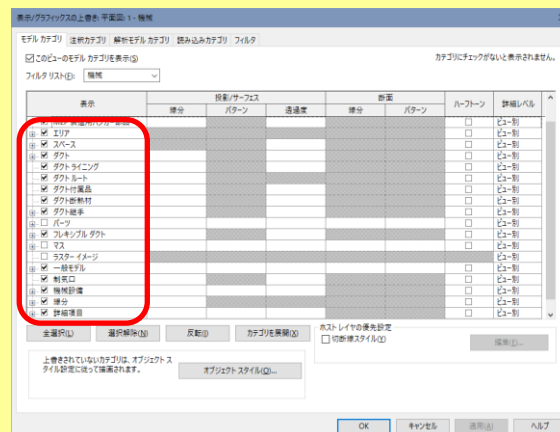 表示/グラフィックスの上書き: 平面図: 1 - 機械
モデル カテゴリ 注釈カテゴリ 解析モデル カテゴリ 読み込みカテゴリ フィルタ
このビューのモデル カテゴリを表示(S)
カテゴリにチェックがないと表示されません。
フィルタ リスト(F): 機械
表示 投影/サーフェス 断面 ハーフトーン 詳細レベル
線分 パターン 透過度 線分 パターン
ビュー別
エリア ビュー別
スペース ビュー別
ダクト ビュー別
ダクト ライニング ビュー別
ダクト ルート ビュー別
ダクト付属品 ビュー別
ダクト断熱材 ビュー別
ダクト継手 ビュー別
パーツ ビュー別
フレキシブル ダクト ビュー別
マス ビュー別
ラスター イメージ ビュー別
一般モデル ビュー別
制気口 ビュー別
機械設備 ビュー別
線分 ビュー別
詳細項目 ビュー別
全選択(L) 選択解除(N) 反転(I) カテゴリを展開(X)
ホスト レイヤの優先設定
切断線スタイル(Y)
編集(E)...
上書きされていないカテゴリは、オブジェクト ス
タイル設定に従って描画されます。
オブジェクト スタイル(O)...
OK キャンセル 適用(A) ヘルプ